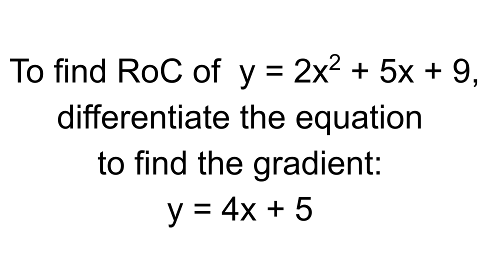 To find RoC of y = 2x² + 5x + 9,
differentiate the equation
to find the gradient:
y = 4x + 5